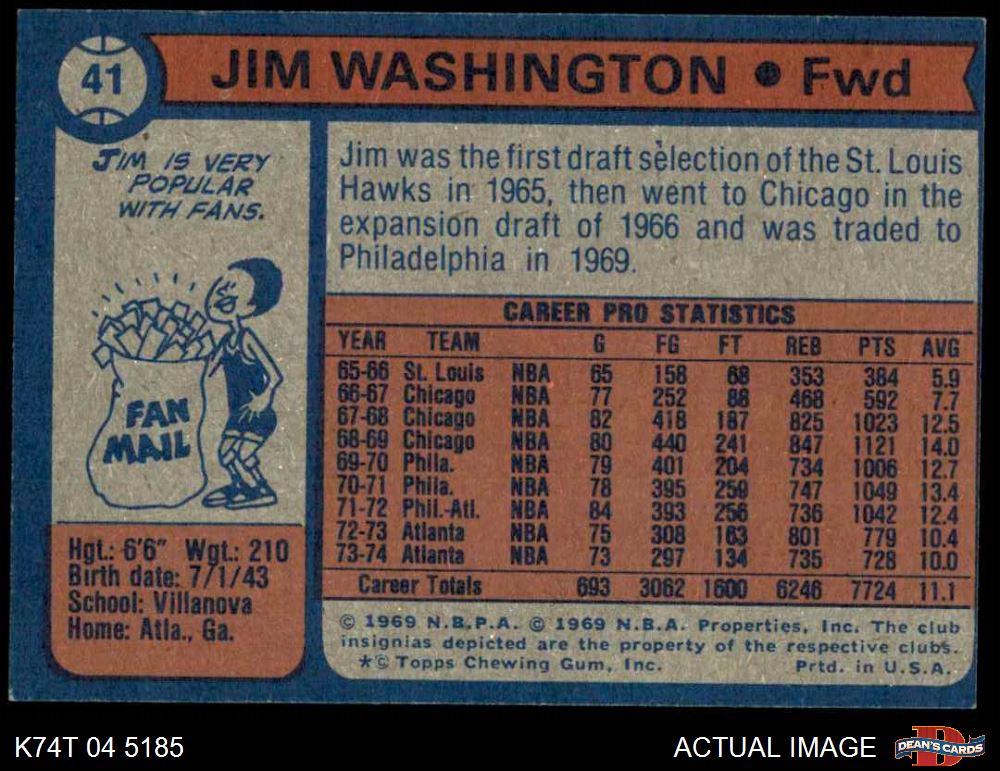 41
JIM WASHINGTON • Fwd
JIM IS VERY
POPULAR
WITH FANS.
FAN
MAIL
Hgt.: 6'6" Wgt.: 210
Birth date: 7/1/43
School: Villanova
Home: Atla., Ga.
Jim was the first draft selection of the St. Louis
Hawks in 1965, then went to Chicago in the
expansion draft of 1966 and was traded to
Philadelphia in 1969.
CAREER PRO STATISTICS
YEAR TEAM G FG FT REB PTS AVG
65-66 St. Louis NBA 65 158 68 353 384 5.9
66-67 Chicago NBA 77 252 88 468 592 7.7
67-68 Chicago NBA 82 418 187 825 1023 12.5
68-69 Chicago NBA 80 440 241 847 1121 14.0
69-70 Phila. NBA 79 401 204 734 1006 12.7
70-71 Phila. NBA 78 395 259 747 1049 13.4
71-72 Phil.-Atl. NBA 84 393 256 736 1042 12.4
72-73 Atlanta NBA 75 308 163 801 779 10.4
73-74 Atlanta NBA 73 297 134 735 728 10.0
Career Totals 693 3062 1600 6246 7724 11.1
© 1969 N.B.P.A. © 1969 N.B.A. Properties, Inc. The club
insignias depicted are the property of the respective clubs.
*© Topps Chewing Gum, Inc. Prtd. in U.S.A.
K74T 04 5185
ACTUAL IMAGE
DEAN'S CARDS